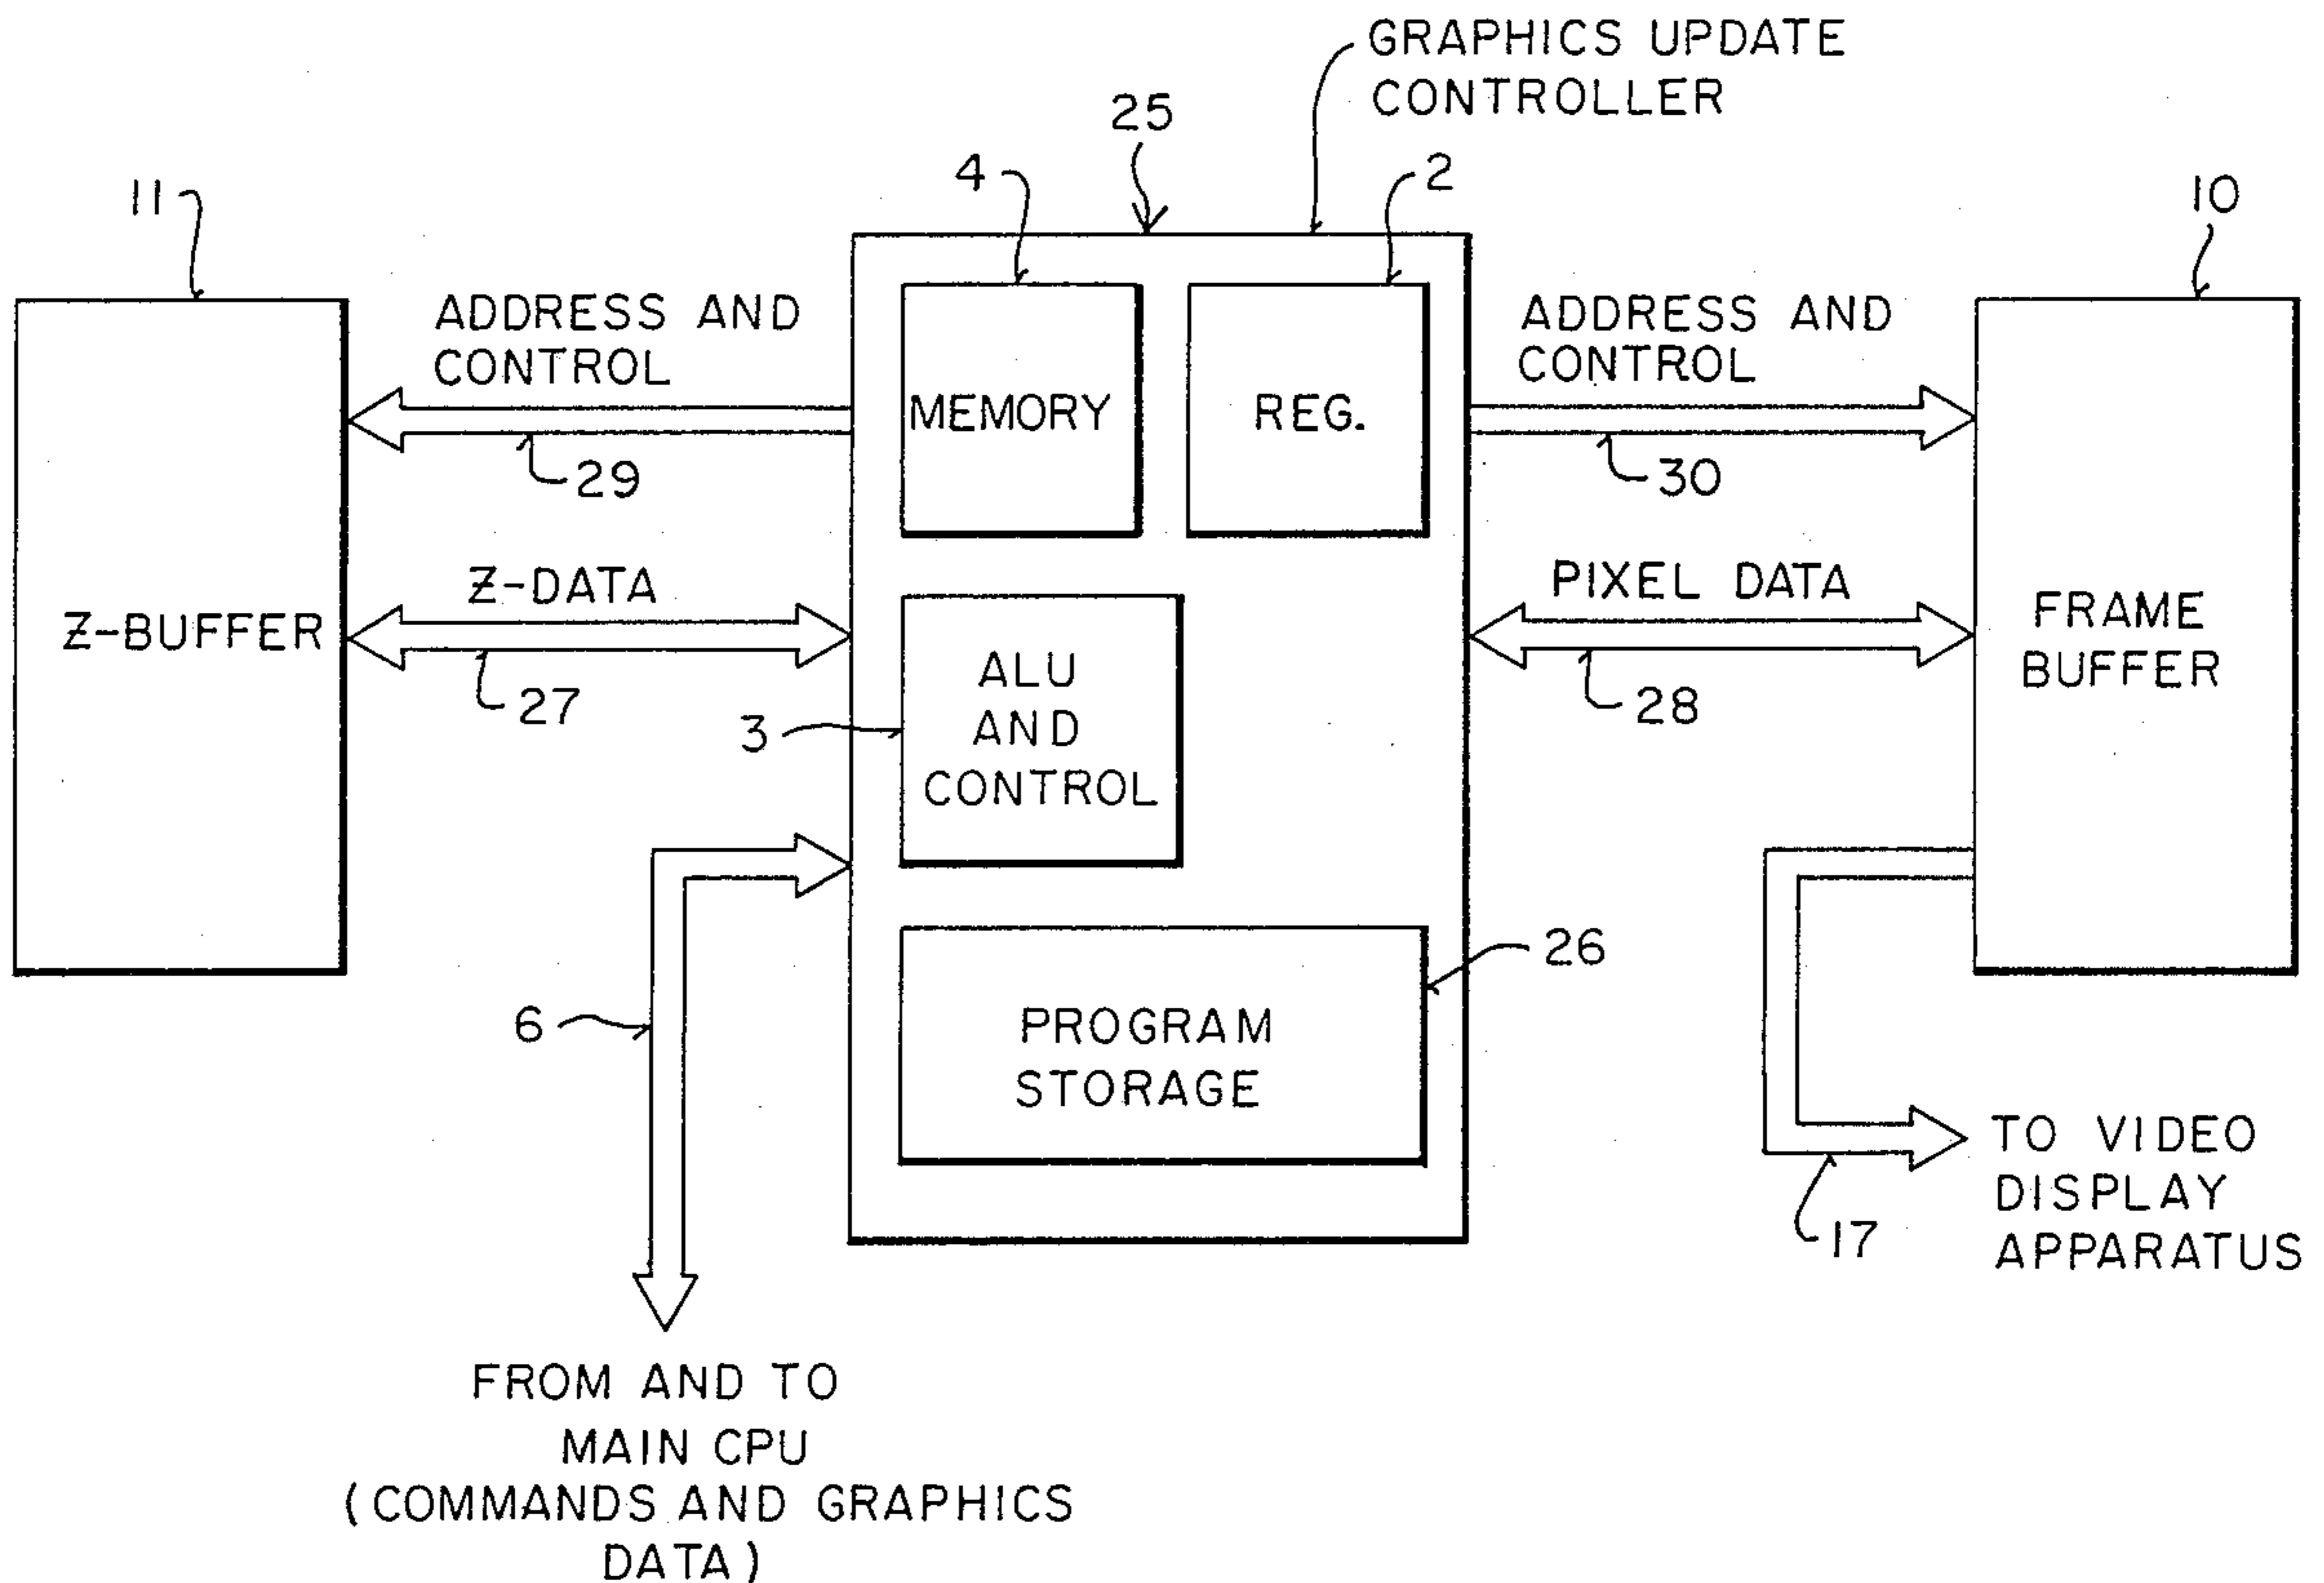 GRAPHICS UPDATE
CONTROLLER
25
4
2
11
10
ADDRESS AND
CONTROL
29
MEMORY
REG.
ADDRESS AND
CONTROL
30
Z-BUFFER
Z-DATA
27
3
ALU
AND
CONTROL
PIXEL DATA
28
FRAME
BUFFER
6
26
PROGRAM
STORAGE
TO VIDEO
DISPLAY
APPARATUS
17
FROM AND TO
MAIN CPU
(COMMANDS AND GRAPHICS
DATA)